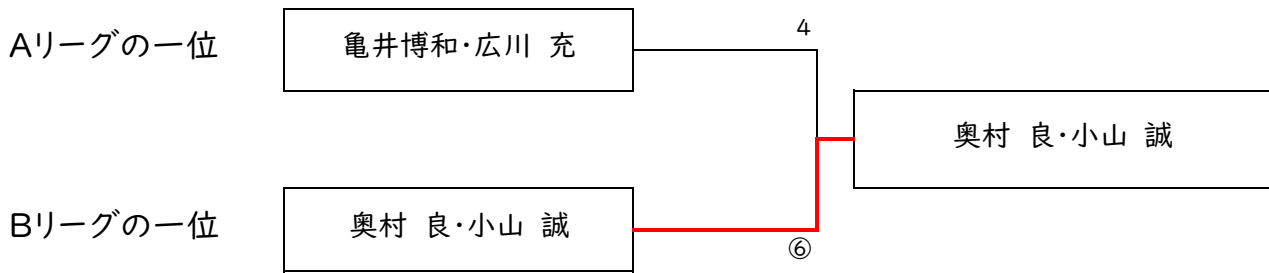 Aリーグの一位
亀井博和・広川 充
4
奥村 良・小山 誠
Bリーグの一位
奥村 良・小山 誠
⑥